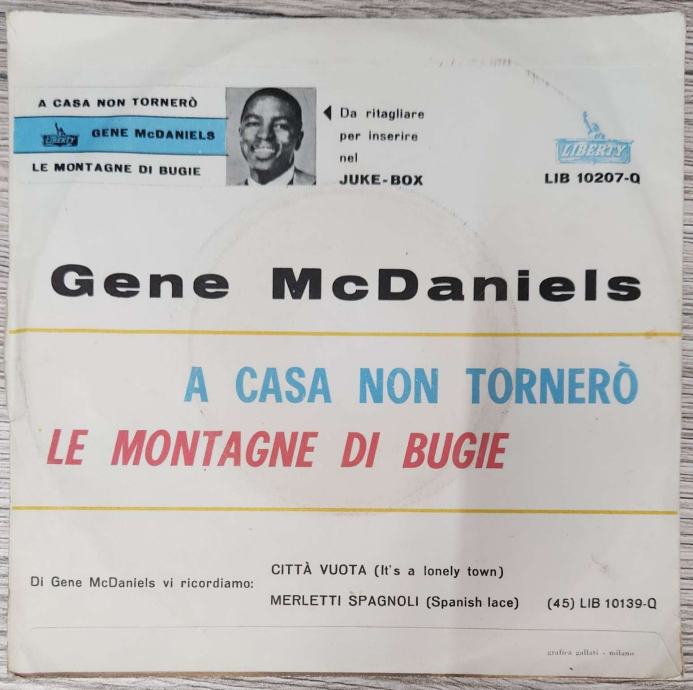 A CASA NON TORNERÒ
LIBERTY GENE McDANIELS
LE MONTAGNE DI BUGIE
Da ritagliare
per inserire
nel
JUKE-BOX
LIBERTY
LIB 10207-Q
Gene McDaniels
A CASA NON TORNERÒ
LE MONTAGNE DI BUGIE
Di Gene McDaniels vi ricordiamo:
CITTÀ VUOTA (It's a lonely town)
MERLETTI SPAGNOLI (Spanish lace) (45) LIB 10139-Q
grafica gallati - milano